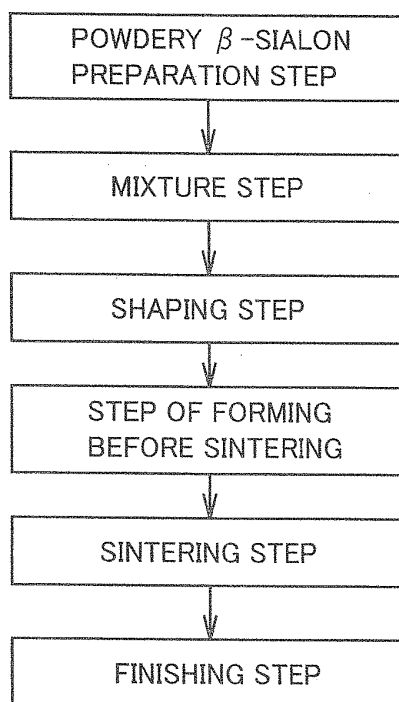 POWDERY β-SIALON
PREPARATION STEP
MIXTURE STEP
SHAPING STEP
STEP OF FORMING
BEFORE SINTERING
SINTERING STEP
FINISHING STEP